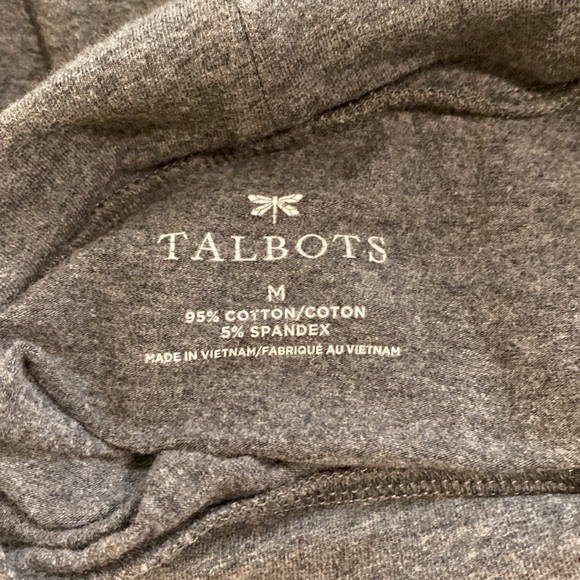 TALBOTS
M
95% COTTON/COTON
5% SPANDEX
MADE IN VIETNAM/FABRIQUÉ AU VIETNAM